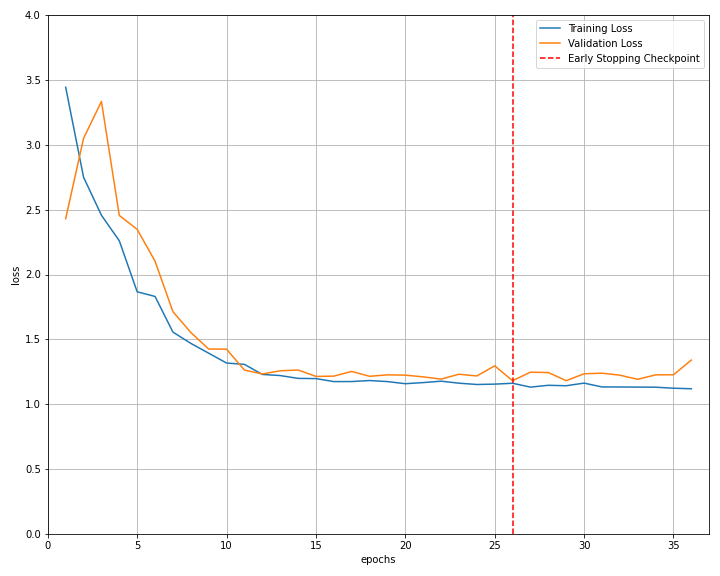 4.0
3.5
3.0
2.5
2.0
1.5
1.0
0.5
0.0
loss
0 5 10 15 20 25 30 35
epochs
Training Loss
Validation Loss
Early Stopping Checkpoint